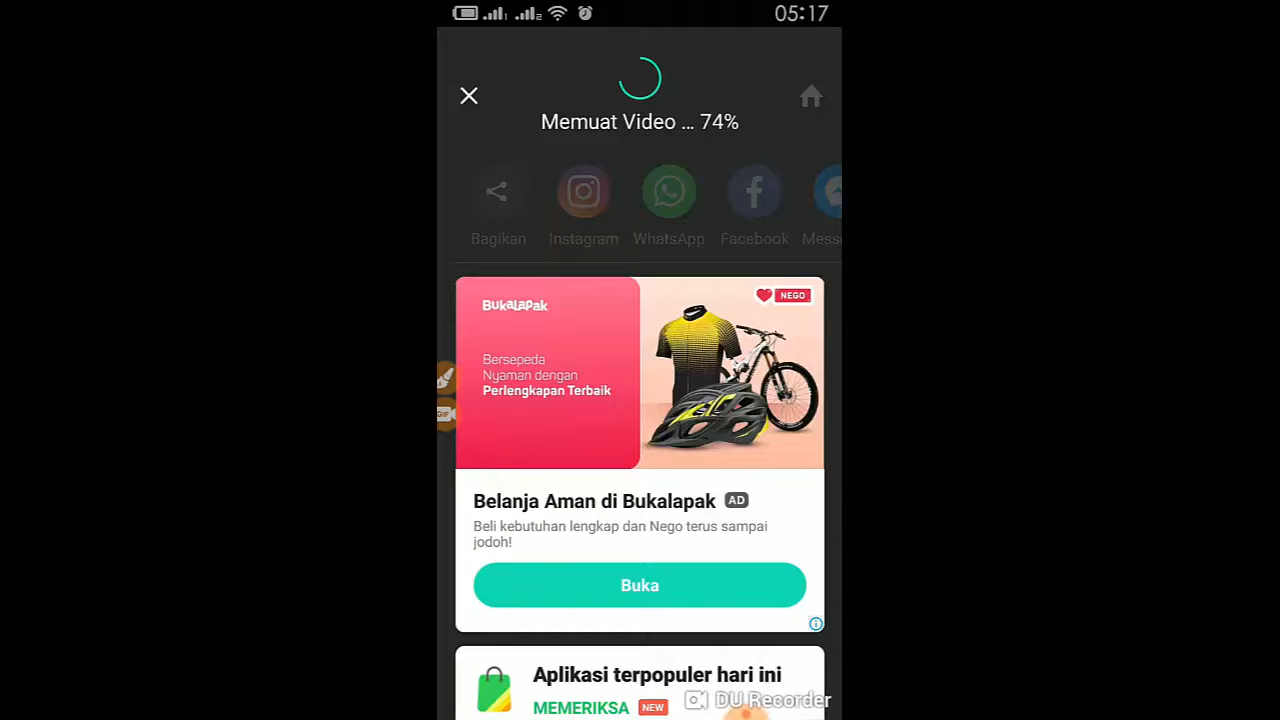 05:17
Memuat Video ... 74%
Bagikan Instagram WhatsApp Facebook Mess
Bukalapak
NEGO
Bersepeda
Nyaman dengan
Perlengkapan Terbaik
GIF
Belanja Aman di Bukalapak AD
Beli kebutuhan lengkap dan Nego terus sampai
jodoh!
Buka
Aplikasi terpopuler hari ini
MEMERIKSA NEW
DU Recorder